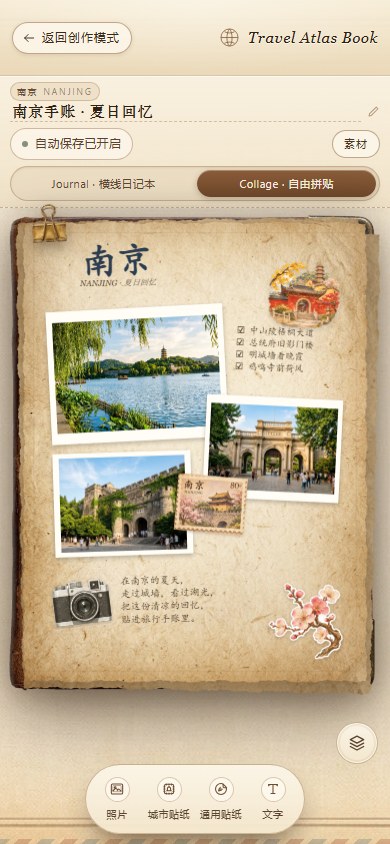 返回创作模式
Travel Atlas Book
南京 NANJING
南京手账 · 夏日回忆
自动保存已开启
素材
Journal · 横线日记本
Collage · 自由拼贴
南京
NANJING · 夏日回忆
中山陵梧桐大道
总统府旧影门楼
明城墙看晚霞
鸡鸣寺前荷风
南京
80
在南京的夏天，
走过城墙，看过湖光，
把这份清凉的回忆，
贴进旅行手账里。
照片
城市贴纸
通用贴纸
文字